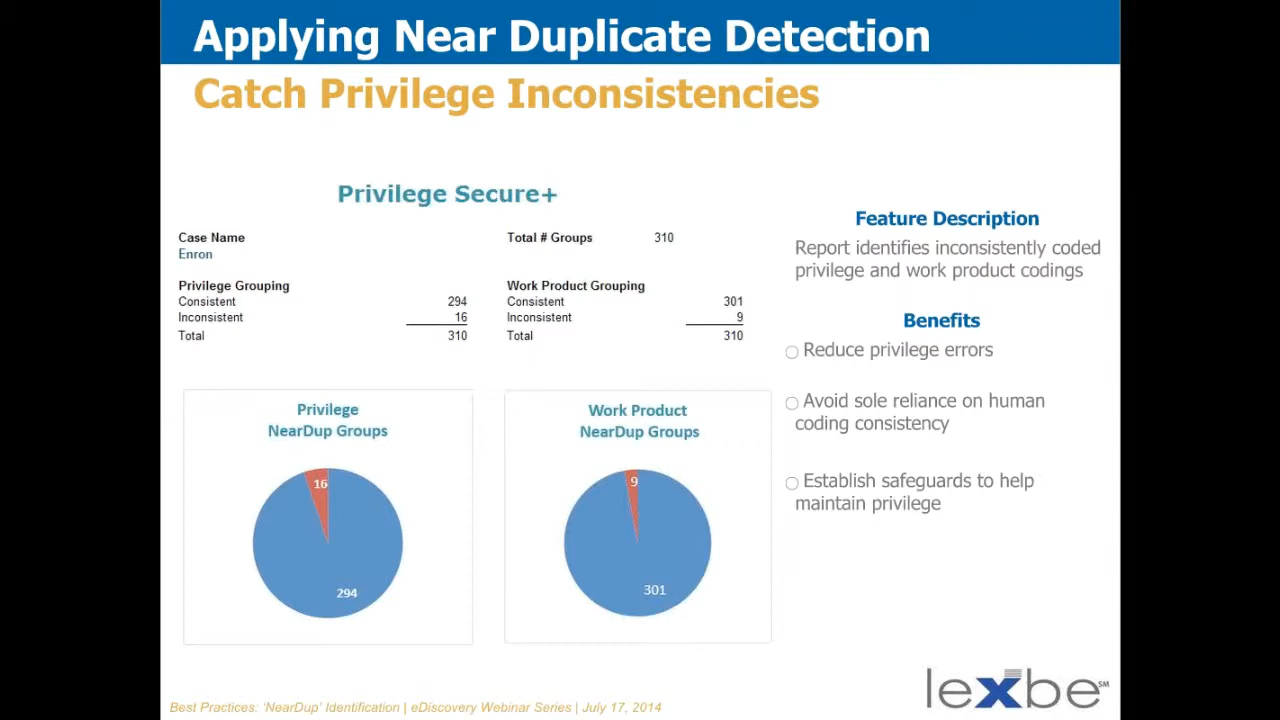 Applying Near Duplicate Detection
Catch Privilege Inconsistencies
Privilege Secure+
Case Name
Enron
Total # Groups 310
Privilege Grouping
Consistent 294
Inconsistent 16
Total 310
Work Product Grouping
Consistent 301
Inconsistent 9
Total 310
Privilege
NearDup Groups
16
294
Work Product
NearDup Groups
9
301
Feature Description
Report identifies inconsistently coded
privilege and work product codings
Benefits
Reduce privilege errors
Avoid sole reliance on human
coding consistency
Establish safeguards to help
maintain privilege
lexbe SM
Best Practices: ‘NearDup’ Identification | eDiscovery Webinar Series | July 17, 2014